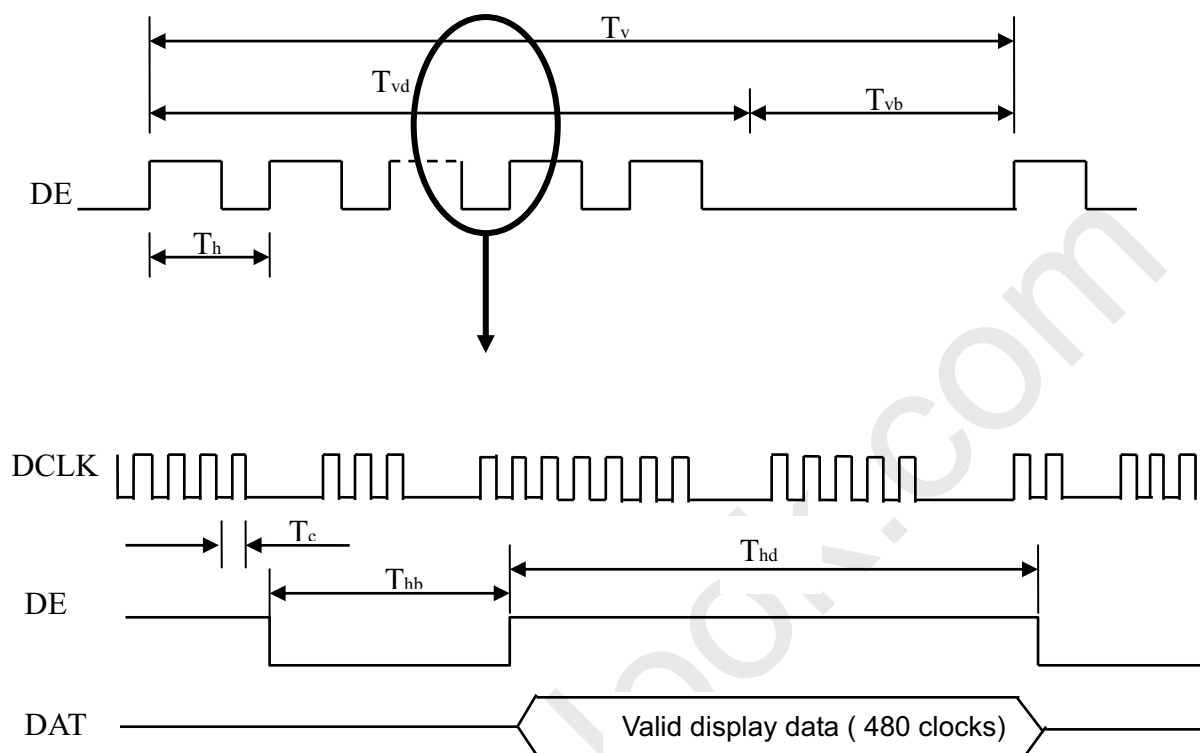 Tv
Tvd
Tvb
DE
Th
DCLK
Tc
Thd
Thb
DE
DAT
Valid display data ( 480 clocks)